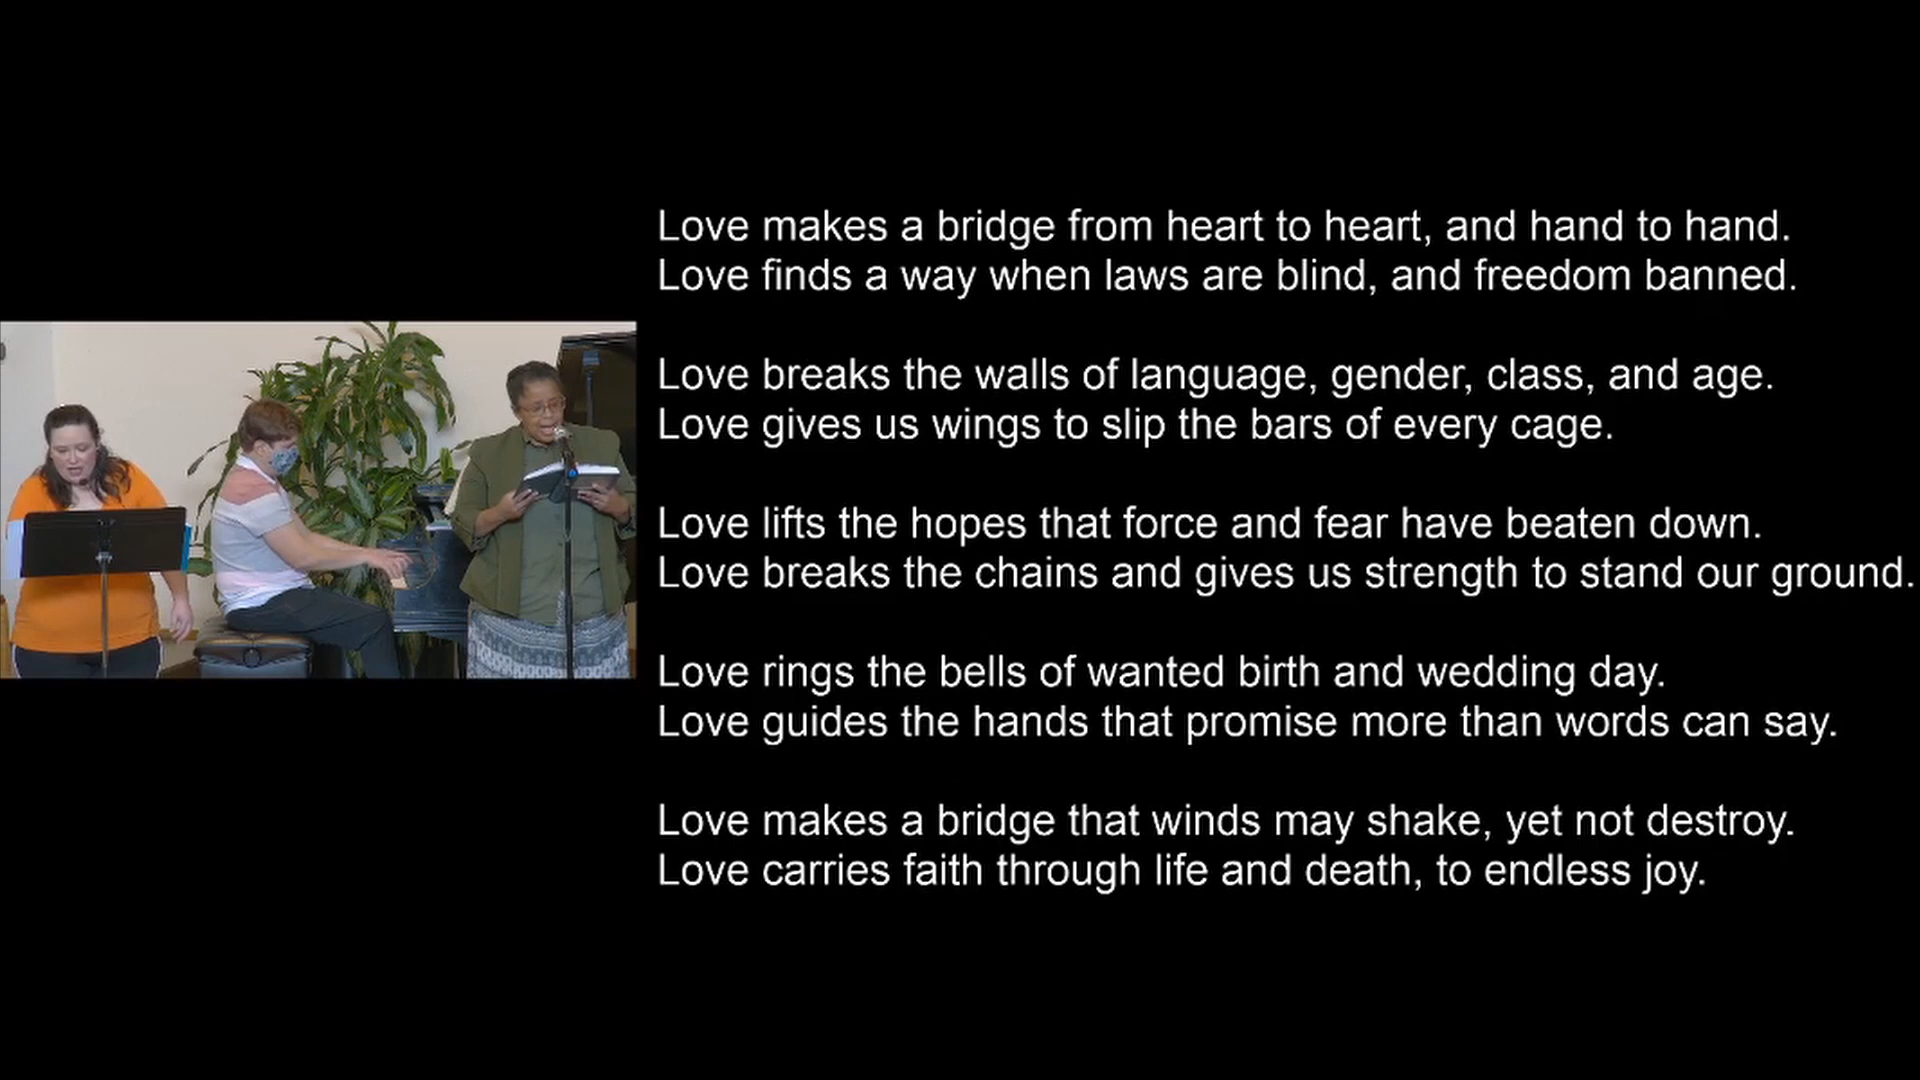 Love makes a bridge from heart to heart, and hand to hand.
Love finds a way when laws are blind, and freedom banned.
Love breaks the walls of language, gender, class, and age.
Love gives us wings to slip the bars of every cage.
Love lifts the hopes that force and fear have beaten down.
Love breaks the chains and gives us strength to stand our ground.
Love rings the bells of wanted birth and wedding day.
Love guides the hands that promise more than words can say.
Love makes a bridge that winds may shake, yet not destroy.
Love carries faith through life and death, to endless joy.